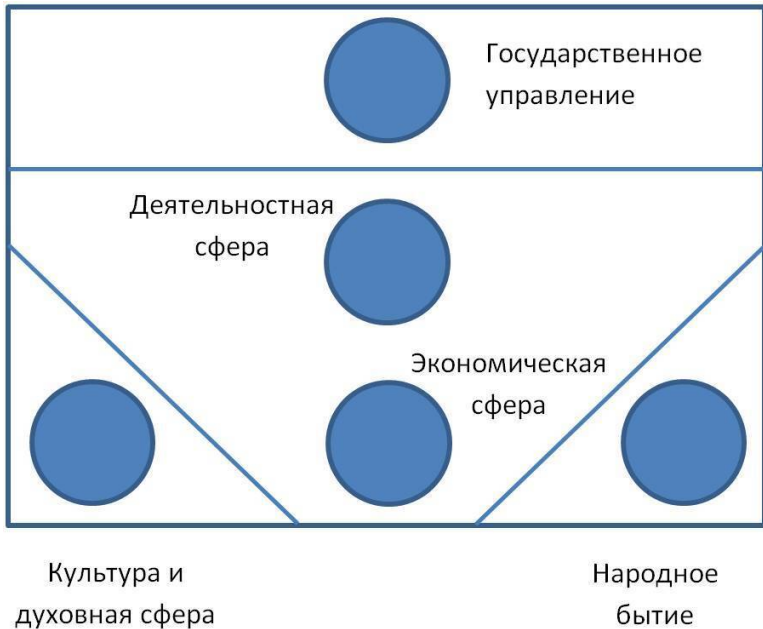 Государственное
управление
Деятельностная
сфера
Экономическая
сфера
Культура и
духовная сфера
Народное
бытие